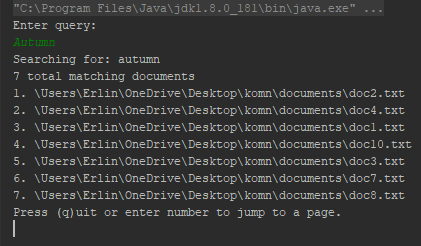 "C:\Program Files\Java\jdk1.8.0_181\bin\java.exe" ...
Enter query:
Autumn
Searching for: autumn
7 total matching documents
1. \Users\Erlin\OneDrive\Desktop\komn\documents\doc2.txt
2. \Users\Erlin\OneDrive\Desktop\komn\documents\doc4.txt
3. \Users\Erlin\OneDrive\Desktop\komn\documents\doc1.txt
4. \Users\Erlin\OneDrive\Desktop\komn\documents\doc10.txt
5. \Users\Erlin\OneDrive\Desktop\komn\documents\doc3.txt
6. \Users\Erlin\OneDrive\Desktop\komn\documents\doc7.txt
7. \Users\Erlin\OneDrive\Desktop\komn\documents\doc8.txt
Press (q)uit or enter number to jump to a page.